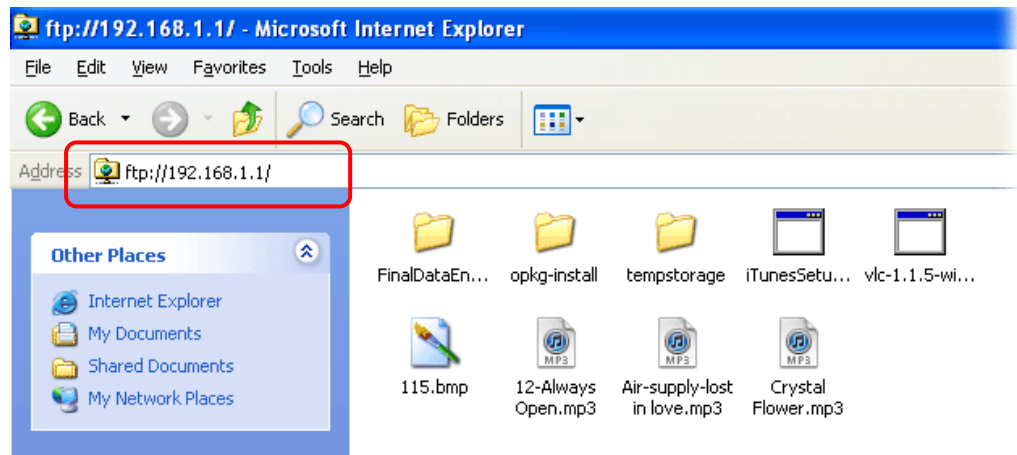 ftp://192.168.1.1/ - Microsoft Internet Explorer
File Edit View Favorites Tools Help
Back Search Folders
Address ftp://192.168.1.1/
Other Places
Internet Explorer
My Documents
Shared Documents
My Network Places
FinalDataEn... opkg-install tempstorage iTunesSetu... vlc-1.1.5-wi...
MP3 MP3 MP3
115.bmp 12-Always Air-supply-lost Crystal
Open.mp3 in love.mp3 Flower.mp3